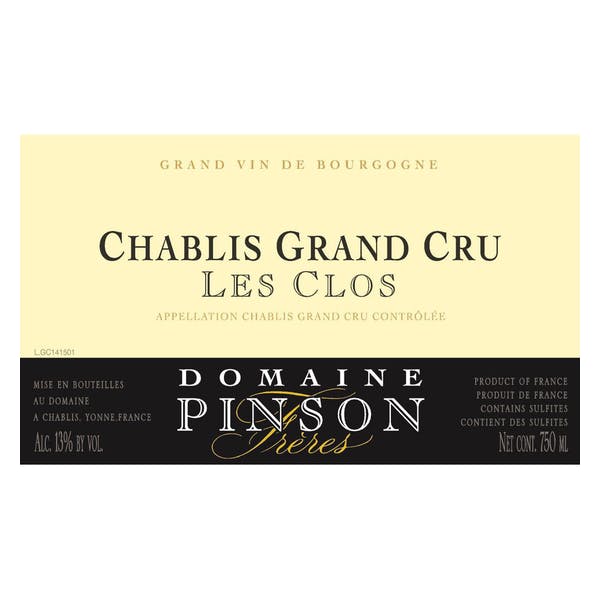 GRAND VIN DE BOURGOGNE
CHABLIS GRAND CRU
LES CLOS
APPELLATION CHABLIS GRAND CRU CONTRÔLÉE
L.GC141501
MISE EN BOUTEILLES
AU DOMAINE
A CHABLIS, YONNE,FRANCE
ALC. 13% BY VOL.
DOMAINE
PINSON
Frères
PRODUCT OF FRANCE
PRODUIT DE FRANCE
CONTAINS SULFITES
CONTIENT DES SULFITES
NET CONT. 750 ML